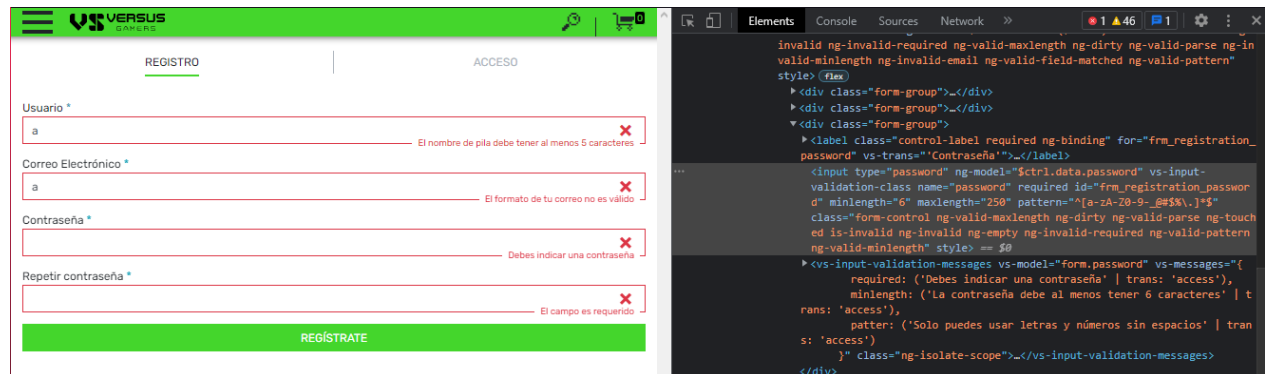 VS VERSUS GAMERS
0
REGISTRO
ACCESO
Usuario *
a
El nombre de pila debe tener al menos 5 caracteres
Correo Electrónico *
a
El formato de tu correo no es válido
Contraseña *
Debes indicar una contraseña
Repetir contraseña *
El campo es requerido
REGÍSTRATE
Elements Console Sources Network » 1 46 1
invalid ng-invalid-required ng-valid-maxlength ng-dirty ng-valid-parse ng-in
valid-minlength ng-invalid-email ng-valid-field-matched ng-valid-pattern"
style> flex
<div class="form-group">…</div>
<div class="form-group">…</div>
<div class="form-group">
<label class="control-label required ng-binding" for="frm_registration_
password" vs-trans="'Contraseña'">…</label>
<input type="password" ng-model="$ctrl.data.password" vs-input-
validation-class name="password" required id="frm_registration_passwor
d" minlength="6" maxlength="250" pattern="^[a-zA-Z0-9-_@#$%\.]*$"
class="form-control ng-valid-maxlength ng-dirty ng-valid-parse ng-touch
ed is-invalid ng-invalid ng-empty ng-invalid-required ng-valid-pattern
ng-valid-minlength" style> == $0
<vs-input-validation-messages vs-model="form.password" vs-messages="{
required: ('Debes indicar una contraseña' | trans: 'access'),
minlength: ('La contraseña debe al menos tener 6 caracteres' | t
rans: 'access'),
patter: ('Solo puedes usar letras y números sin espacios' | tran
s: 'access')
}" class="ng-isolate-scope">…</vs-input-validation-messages>
</div>